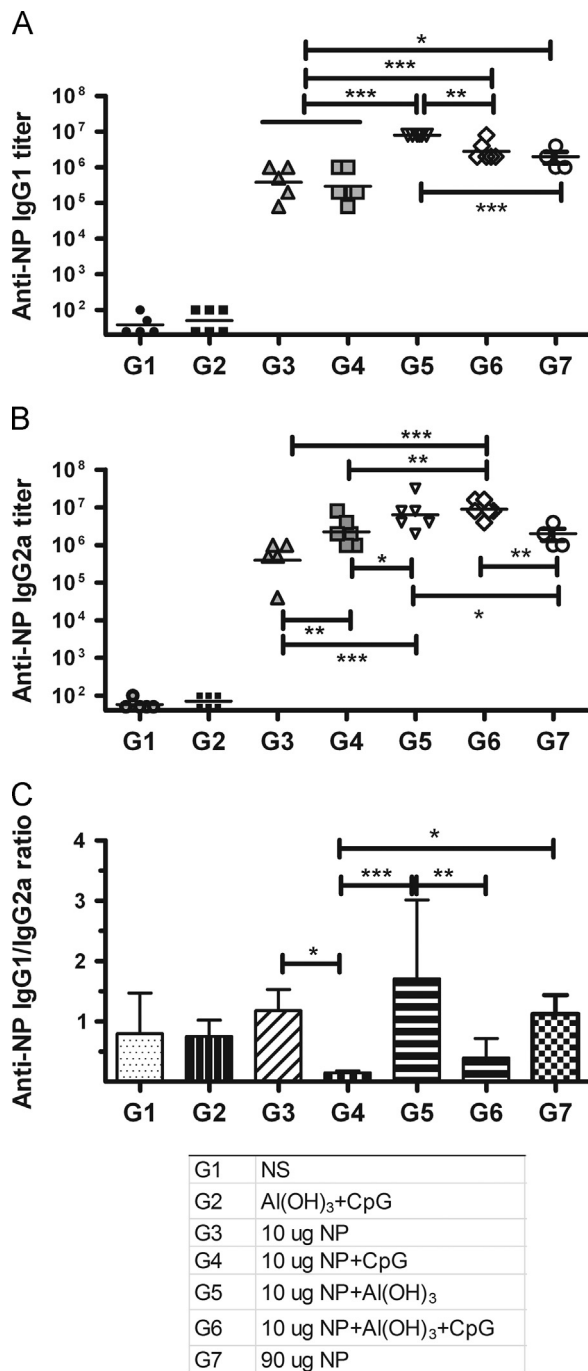 A
*
***
*** **
10⁸
10⁷
10⁶
10⁵
10⁴
10³
10²
Anti-NP IgG1 titer
***
G1 G2 G3 G4 G5 G6 G7
B
***
**
10⁸
10⁷
10⁶
10⁵
10⁴
10³
10²
Anti-NP IgG2a titer
* **
*
**
***
G1 G2 G3 G4 G5 G6 G7
C
4
3
2
1
Anti-NP IgG1/IgG2a ratio
*
*** **
*
G1 G2 G3 G4 G5 G6 G7
G1 NS
G2 Al(OH)₃+CpG
G3 10 ug NP
G4 10 ug NP+CpG
G5 10 ug NP+Al(OH)₃
G6 10 ug NP+Al(OH)₃+CpG
G7 90 ug NP